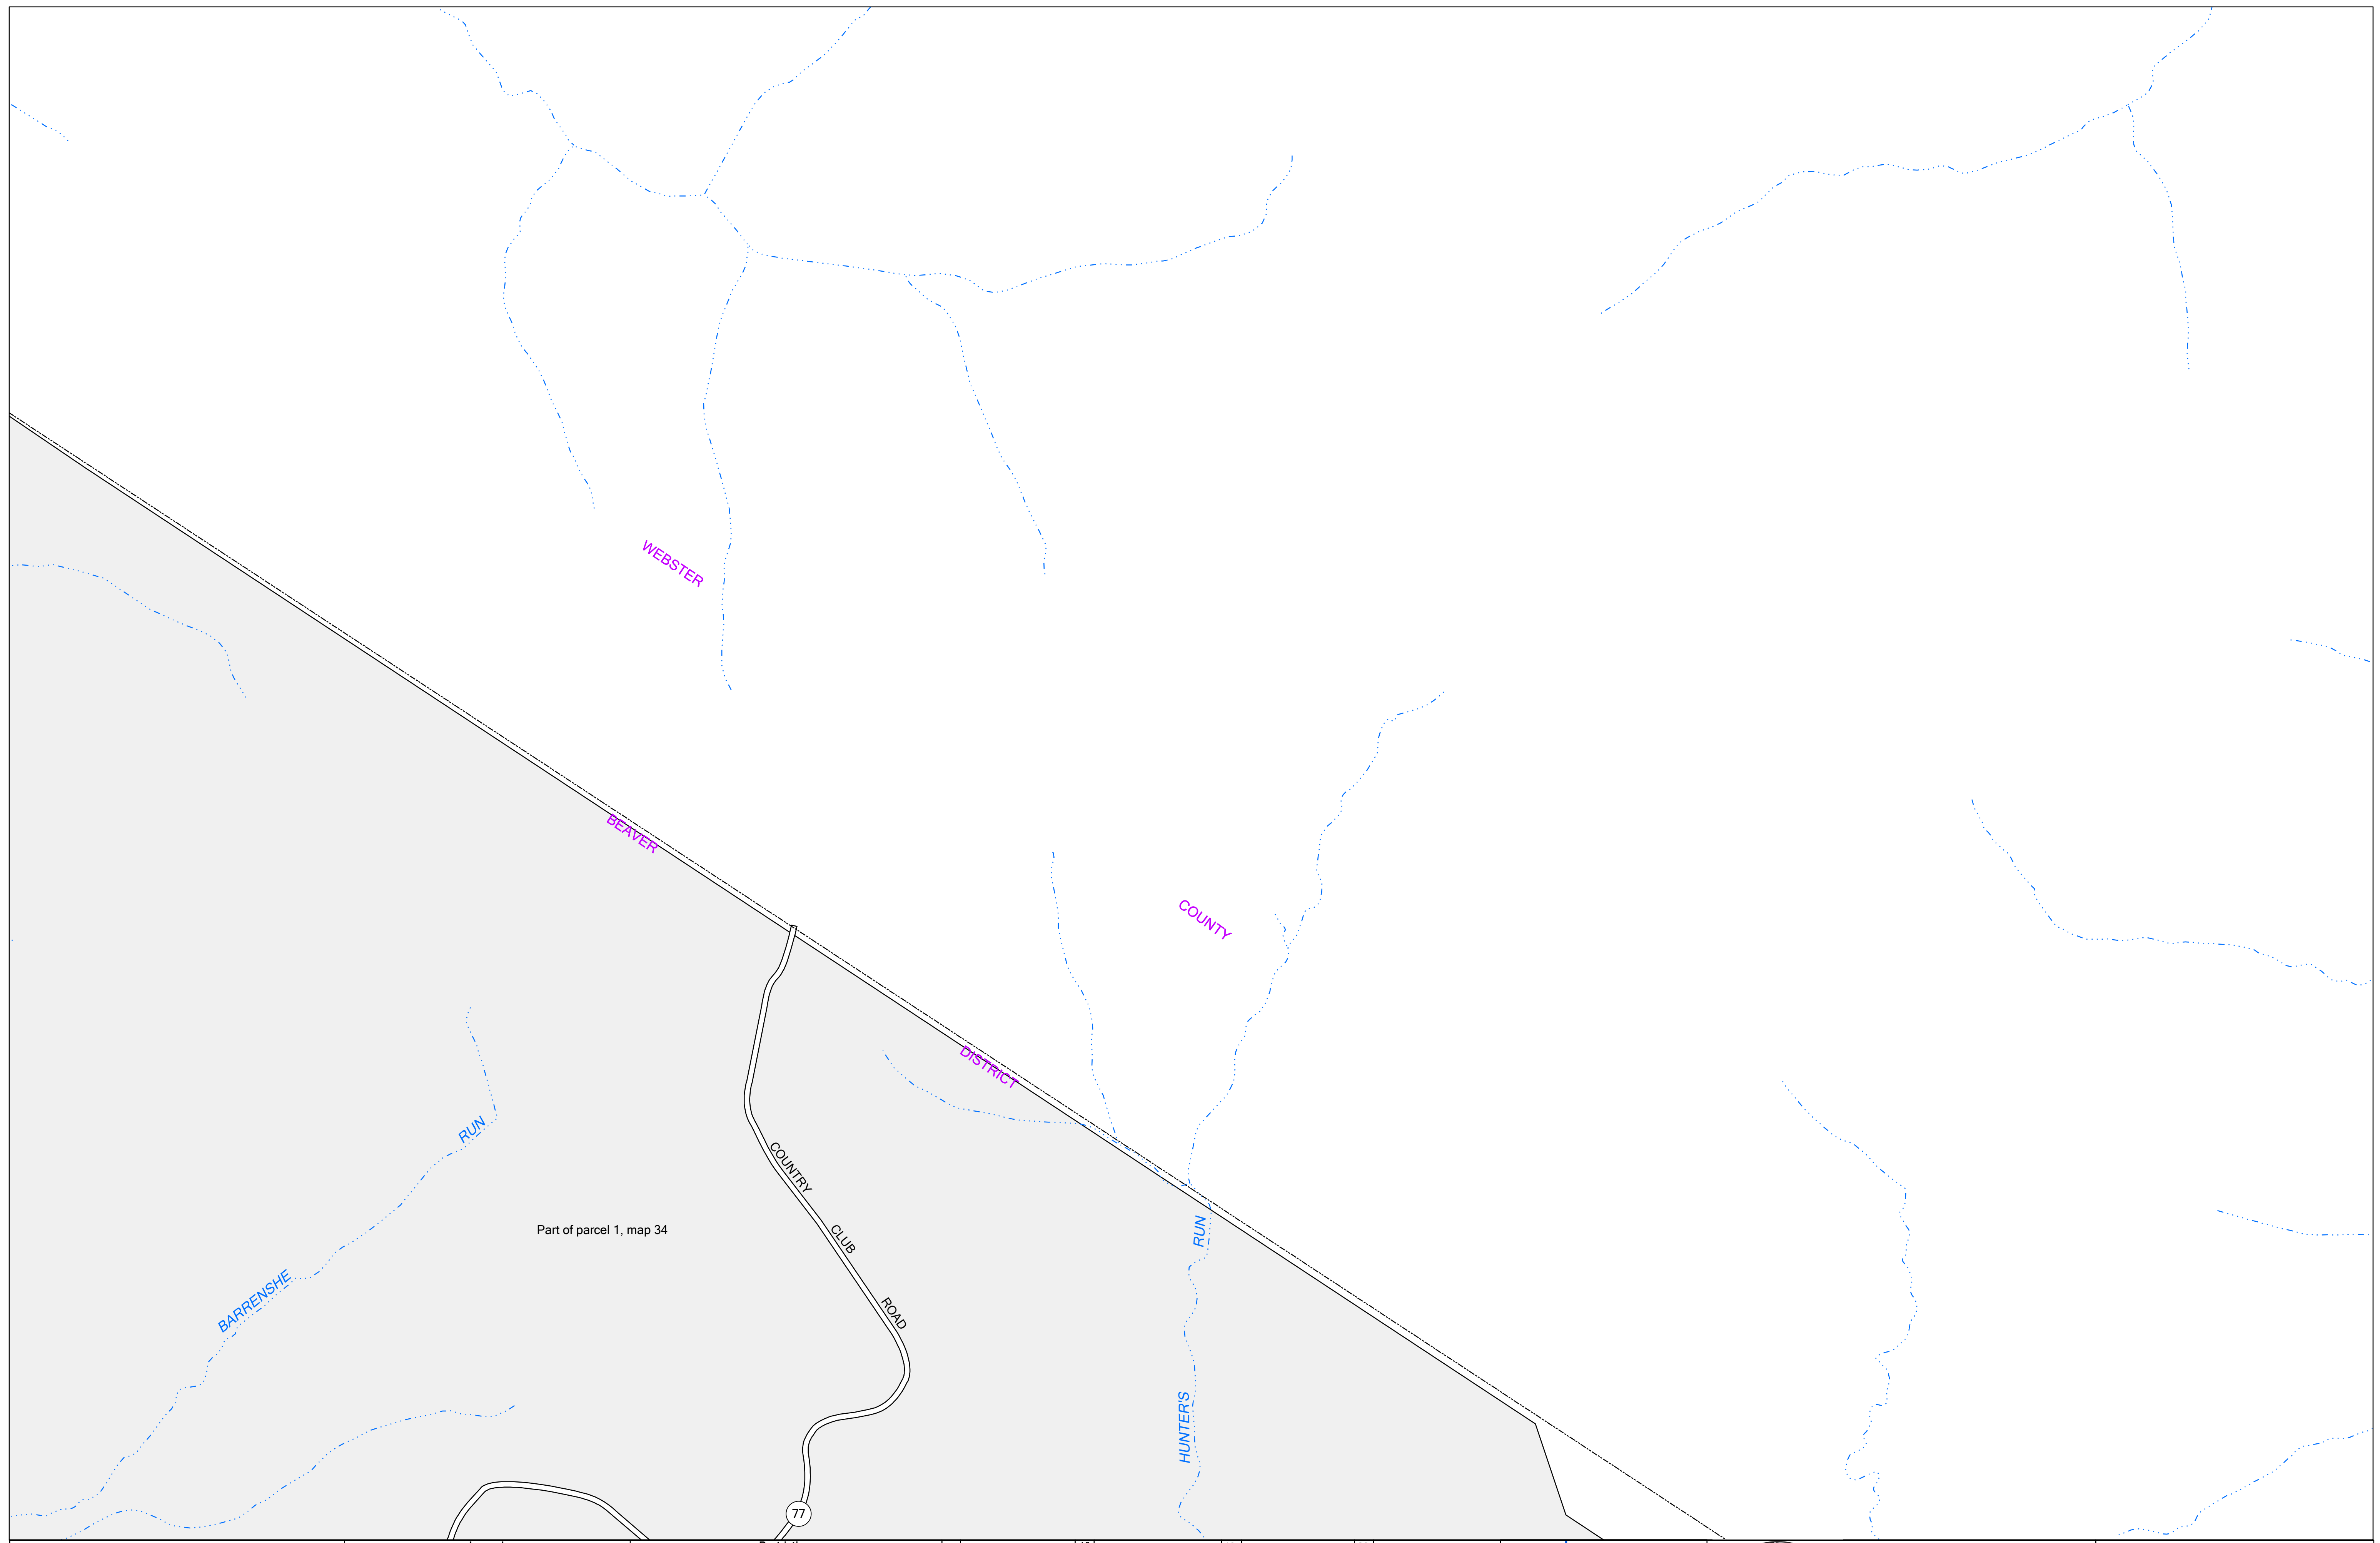 WEBSTER
COUNTY
BEAVER
DISTRICT
BARRENSHE
RUN
COUNTRY
CLUB
ROAD
Part of parcel 1, map 34
RUN
HUNTER'S
77